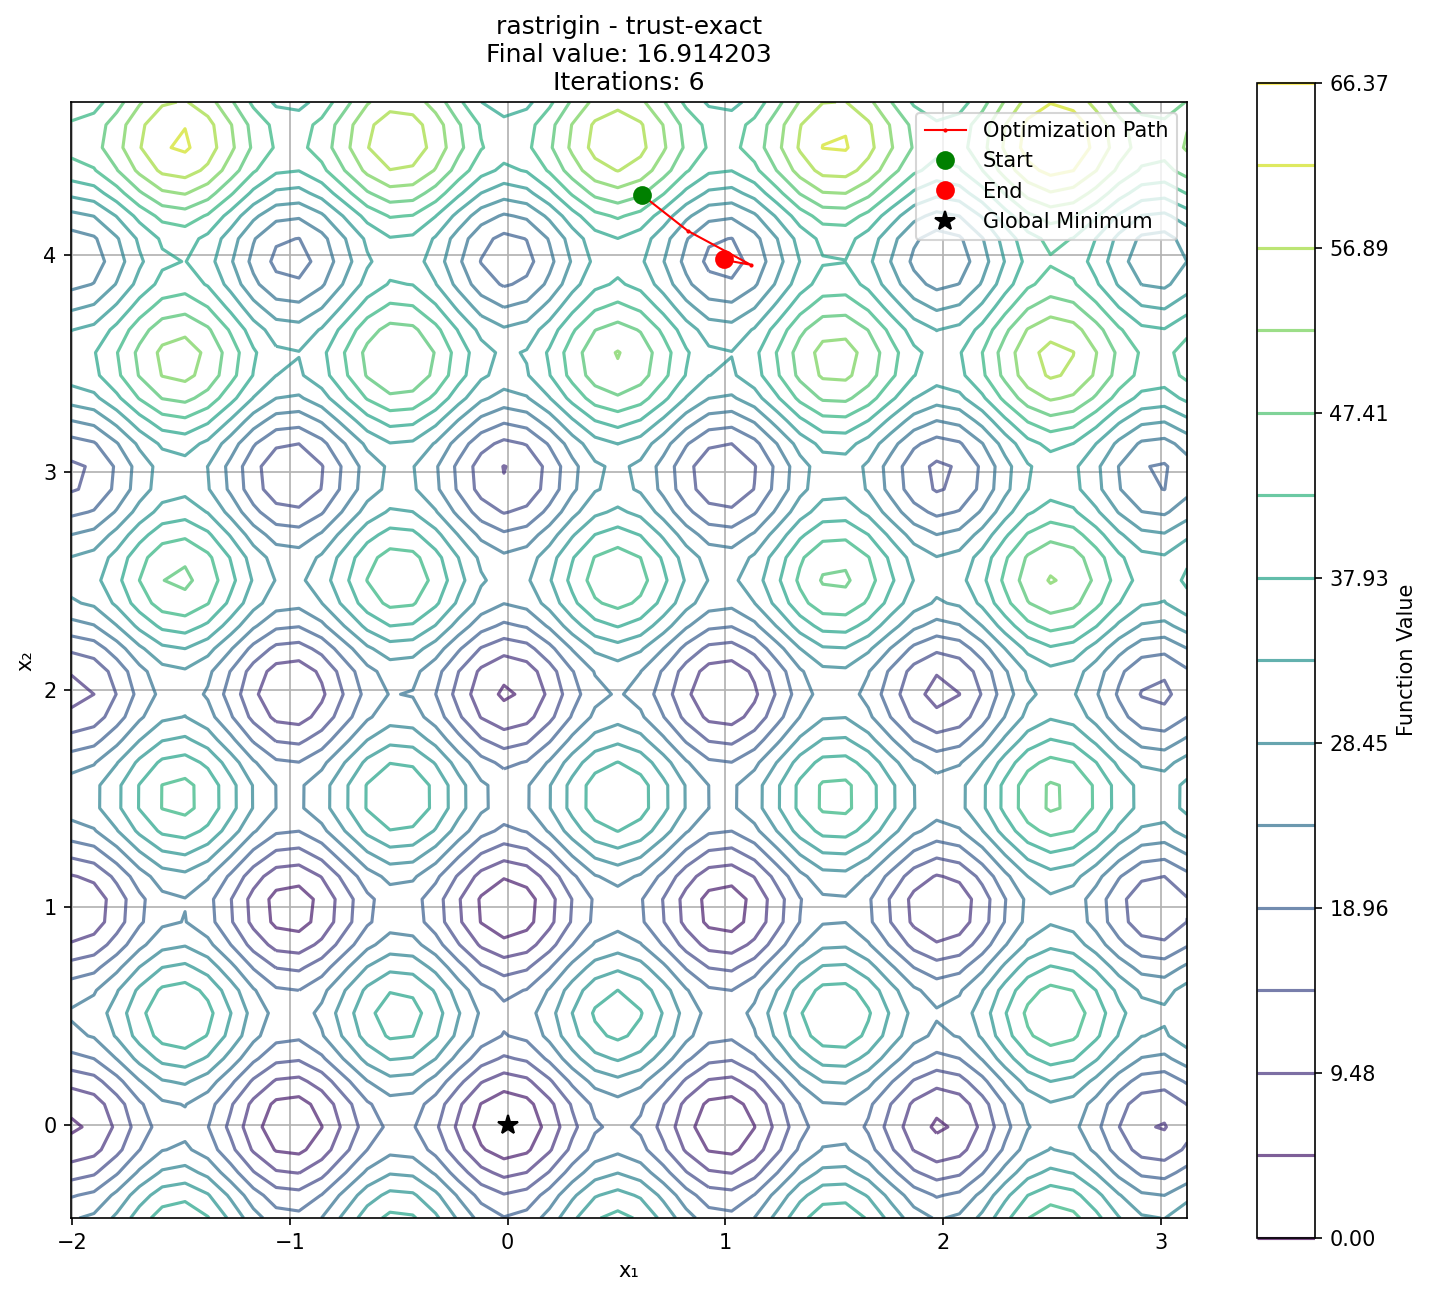 rastrigin - trust-exact
Final value: 16.914203
Iterations: 6
Optimization Path
Start
End
Global Minimum
x₂
4
3
2
1
0
−2
−1
0
1
2
3
x₁
66.37
56.89
47.41
37.93
28.45
18.96
9.48
0.00
Function Value